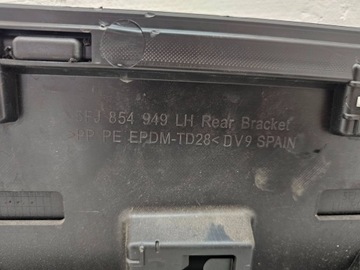 854 949 LH Rear Bracket
PP PE EPDM-TD28< DV9 SPAIN